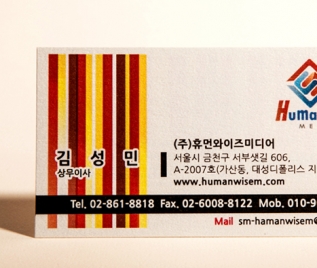 Huma
ME
김 성 민
상무이사
(주)휴먼와이즈미디어
서울시 금천구 서부샛길 606,
A-2007호(가산동, 대성디폴리스 지
www.humanwisem.com
Tel. 02-861-8818 Fax. 02-6008-8122 Mob. 010-9
Mail sm-hamanwisem@